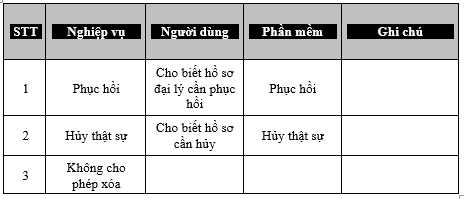 STT Nghiệp vụ Người dùng Phần mềm Ghi chú
1 Phục hồi Cho biết hồ sơ đại lý cần phục hồi Phục hồi
2 Hủy thật sự Cho biết hồ sơ cần hủy Hủy thật sự
3 Không cho phép xóa